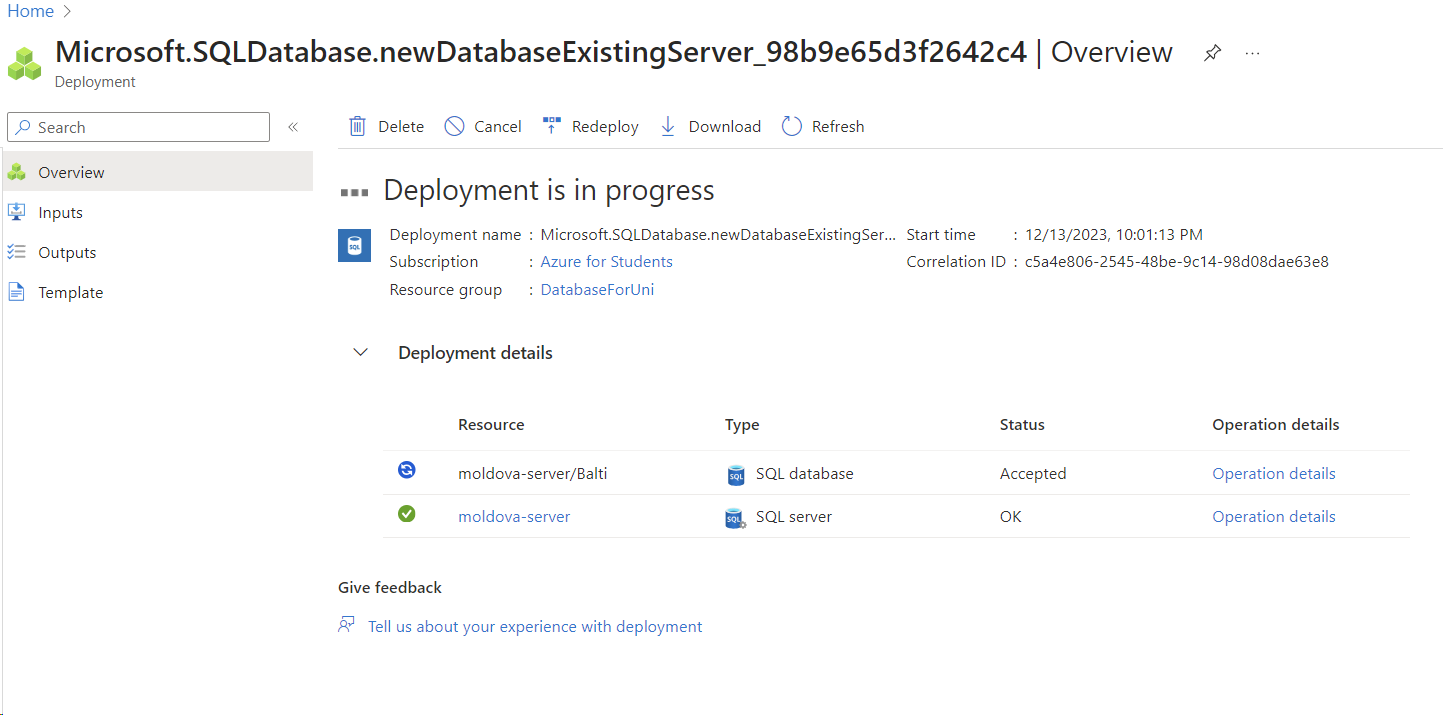 Home
Microsoft.SQLDatabase.newDatabaseExistingServer_98b9e65d3f2642c4 | Overview
Deployment
Search
Delete Cancel Redeploy Download Refresh
Overview
Inputs
Outputs
Template
Deployment is in progress
Deployment name : Microsoft.SQLDatabase.newDatabaseExistingSer... Start time : 12/13/2023, 10:01:13 PM
Subscription : Azure for Students Correlation ID : c5a4e806-2545-48be-9c14-98d08dae63e8
Resource group : DatabaseForUni
Deployment details
Resource Type Status Operation details
moldova-server/Balti SQL SQL database Accepted Operation details
moldova-server SQL SQL server OK Operation details
Give feedback
Tell us about your experience with deployment